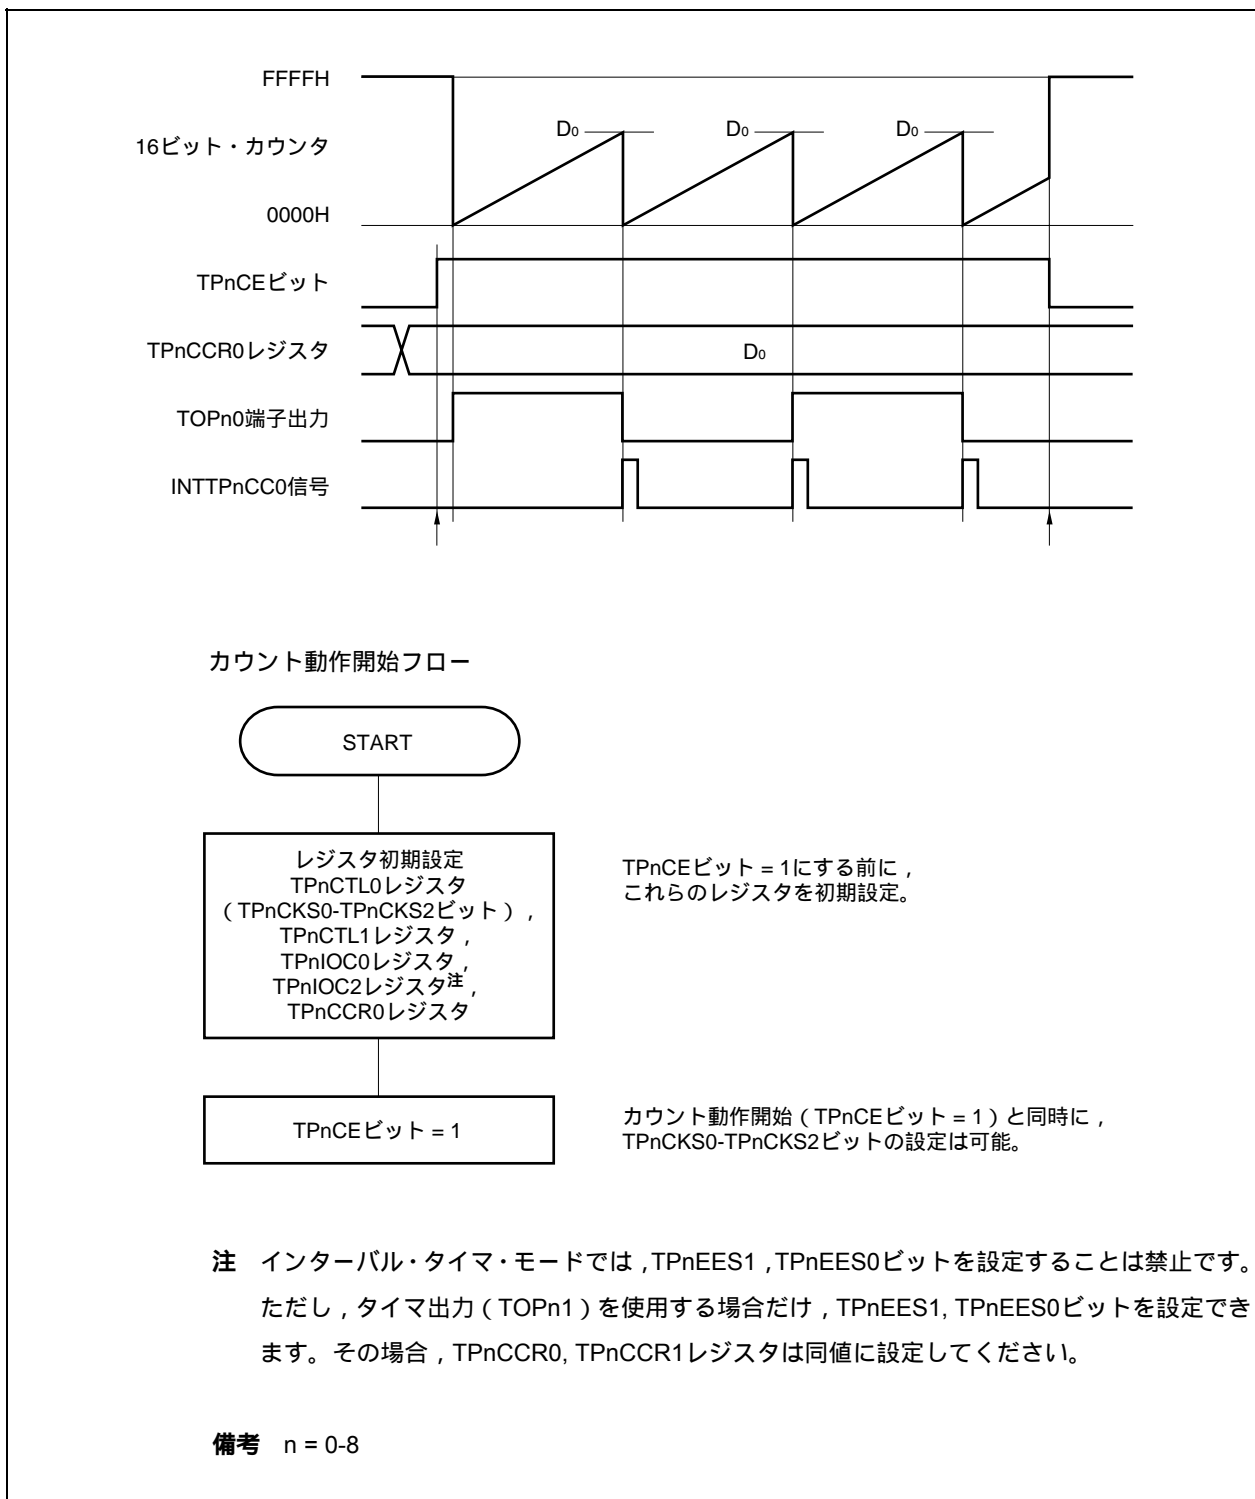 FFFFH
D0 D0 D0
16ビット・カウンタ
0000H
TPnCEビット
TPnCCR0レジスタ D0
TOPn0端子出力
INTTPnCC0信号
カウント動作開始フロー
START
レジスタ初期設定
TPnCTL0レジスタ
（TPnCKS0-TPnCKS2ビット），
TPnCTL1レジスタ，
TPnIOC0レジスタ，
TPnIOC2レジスタ注，
TPnCCR0レジスタ
TPnCEビット = 1にする前に，
これらのレジスタを初期設定。
TPnCEビット = 1
カウント動作開始（TPnCEビット = 1）と同時に，
TPnCKS0-TPnCKS2ビットの設定は可能。
注 インターバル・タイマ・モードでは，TPnEES1，TPnEES0ビットを設定することは禁止です。
ただし，タイマ出力（TOPn1）を使用する場合だけ，TPnEES1, TPnEES0ビットを設定でき
ます。その場合，TPnCCR0, TPnCCR1レジスタは同値に設定してください。
備考 n = 0-8